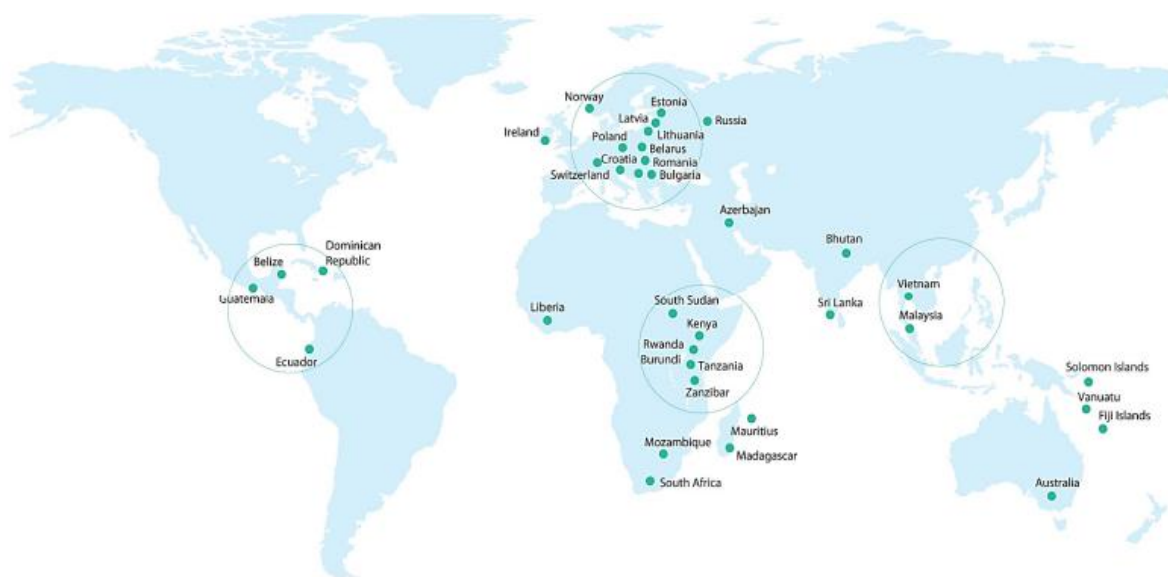 Norway
Estonia
Latvia
Russia
Ireland
Poland
Lithuania
Belarus
Croatia
Romania
Switzerland
Bulgaria
Azerbajan
Bhutan
Dominican
Republic
Belize
Guatemala
Ecuador
Liberia
South Sudan
Kenya
Rwanda
Burundi
Tanzania
Zanzibar
Mauritius
Madagascar
Mozambique
South Africa
Sri Lanka
Vietnam
Malaysia
Solomon Islands
Vanuatu
Fiji Islands
Australia